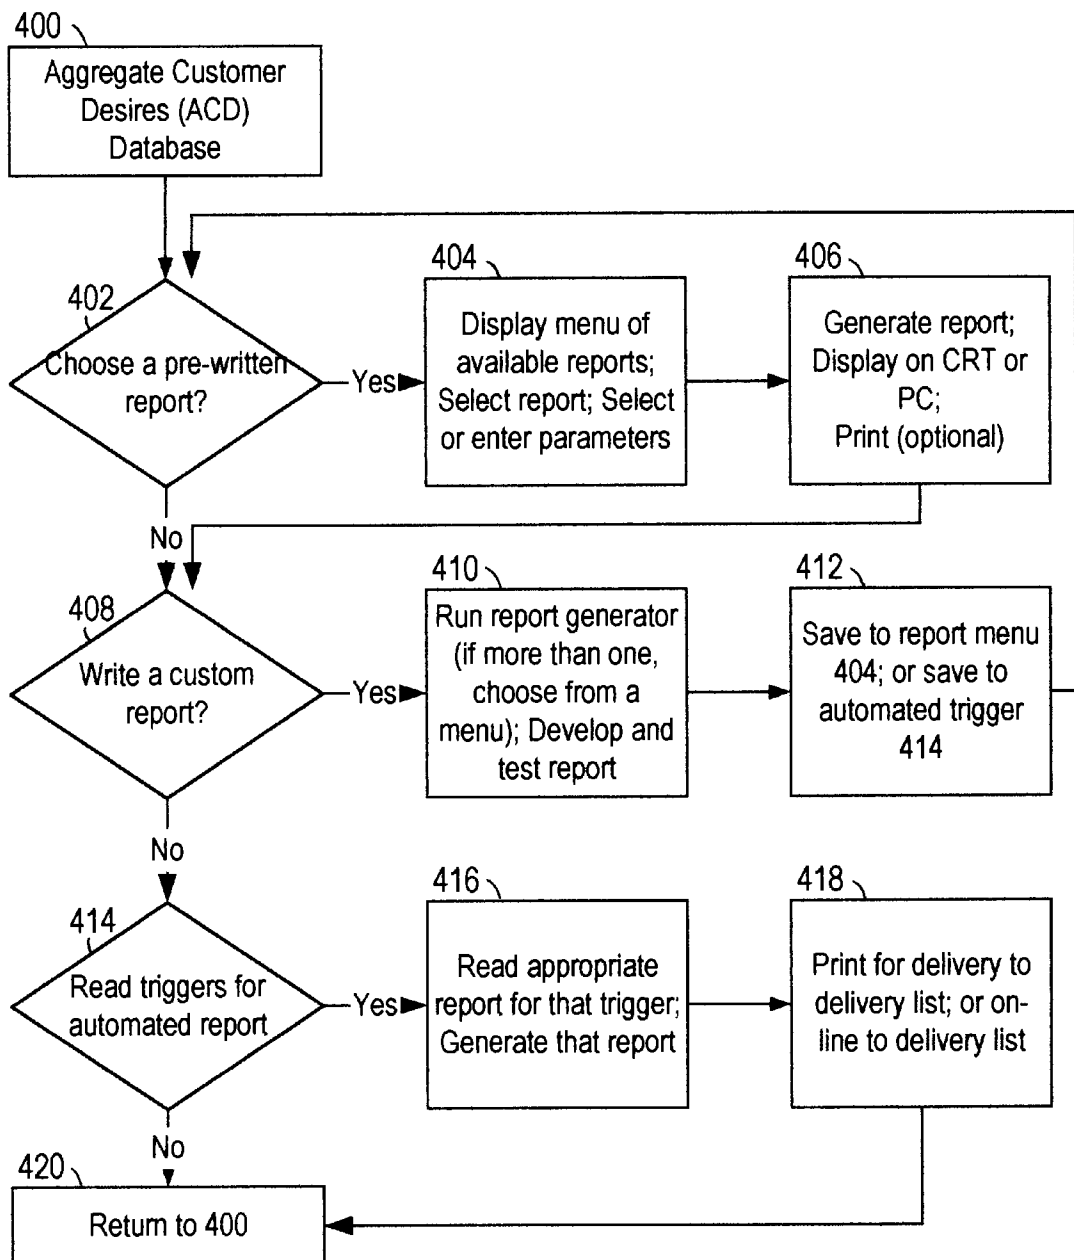 400
Aggregate Customer
Desires (ACD)
Database
402
Choose a pre-written
report?
Yes
404
Display menu of
available reports;
Select report; Select
or enter parameters
406
Generate report;
Display on CRT or
PC;
Print (optional)
No
408
Write a custom
report?
Yes
410
Run report generator
(if more than one,
choose from a
menu); Develop and
test report
412
Save to report menu
404; or save to
automated trigger
414
No
414
Read triggers for
automated report
Yes
416
Read appropriate
report for that trigger;
Generate that report
418
Print for delivery to
delivery list; or on-
line to delivery list
No
420
Return to 400